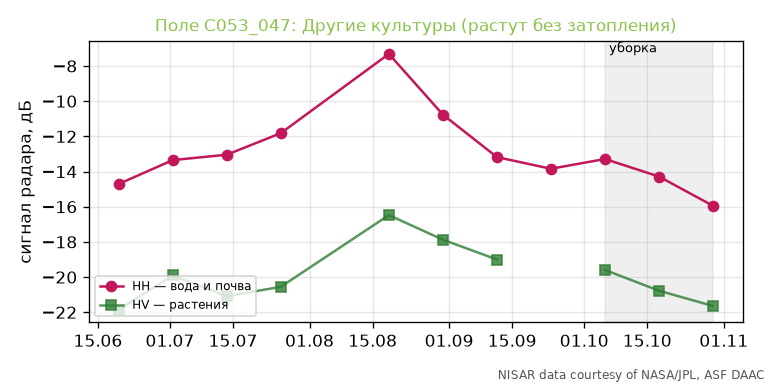 Поле C053_047: Другие культуры (растут без затопления)
уборка
сигнал радара, дБ
−8
−10
−12
−14
−16
−18
−20
−22
HH — вода и почва
HV — растения
15.06 01.07 15.07 01.08 15.08 01.09 15.09 01.10 15.10 01.11
NISAR data courtesy of NASA/JPL, ASF DAAC